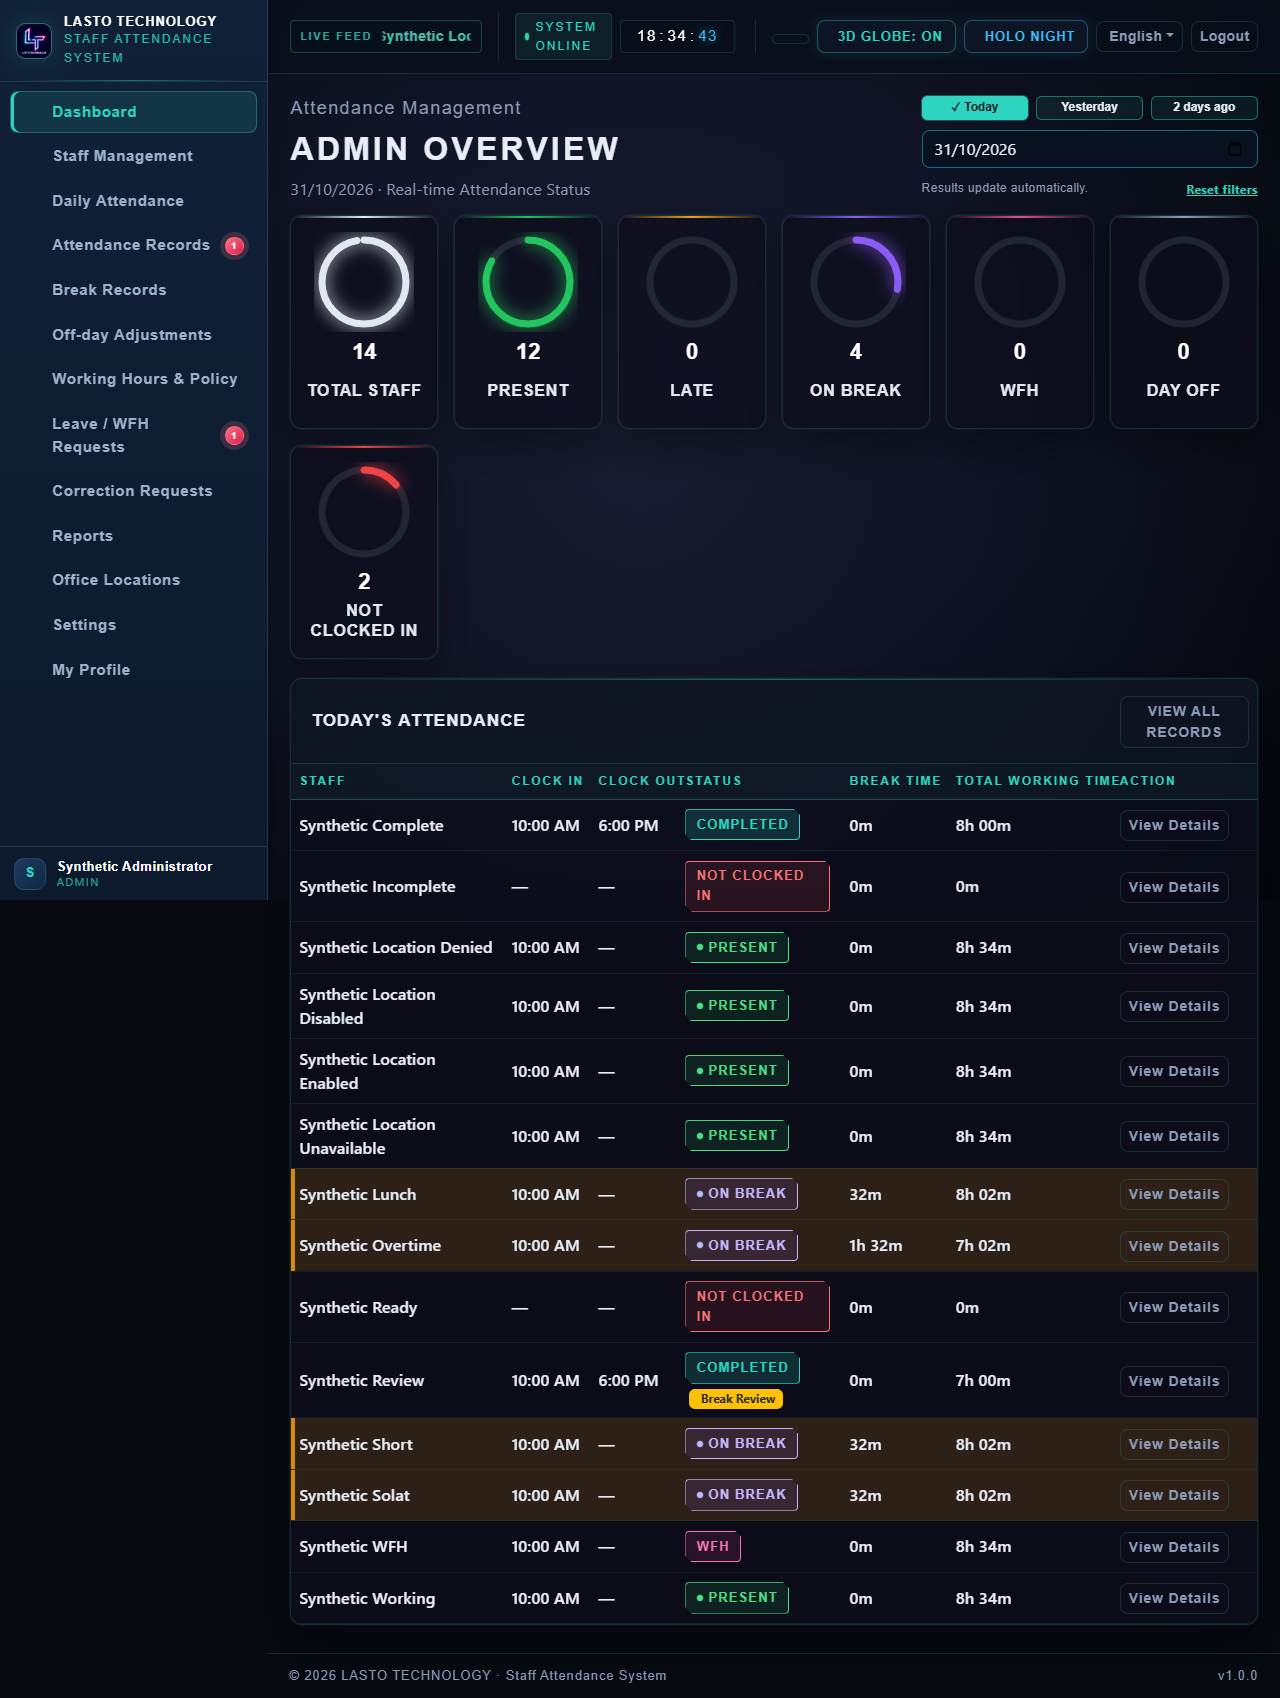 LASTO TECHNOLOGY
STAFF ATTENDANCE
SYSTEM
LIVE FEED
Synthetic Loc
SYSTEM
ONLINE
18:34:43
3D GLOBE: ON
HOLO NIGHT
English
Logout
Dashboard
Staff Management
Daily Attendance
Attendance Records 1
Break Records
Off-day Adjustments
Working Hours & Policy
Leave / WFH
Requests 1
Correction Requests
Reports
Office Locations
Settings
My Profile
S
Synthetic Administrator
ADMIN
Attendance Management
ADMIN OVERVIEW
31/10/2026 · Real-time Attendance Status
✓ Today
Yesterday
2 days ago
31/10/2026
Results update automatically.
Reset filters
14
TOTAL STAFF
12
PRESENT
0
LATE
4
ON BREAK
0
WFH
0
DAY OFF
2
NOT
CLOCKED IN
TODAY'S ATTENDANCE
VIEW ALL
RECORDS
STAFF CLOCK IN CLOCK OUT STATUS BREAK TIME TOTAL WORKING TIME ACTION
Synthetic Complete 10:00 AM 6:00 PM COMPLETED 0m 8h 00m View Details
Synthetic Incomplete — — NOT CLOCKED IN 0m 0m View Details
Synthetic Location Denied 10:00 AM — PRESENT 0m 8h 34m View Details
Synthetic Location Disabled 10:00 AM — PRESENT 0m 8h 34m View Details
Synthetic Location Enabled 10:00 AM — PRESENT 0m 8h 34m View Details
Synthetic Location Unavailable 10:00 AM — PRESENT 0m 8h 34m View Details
Synthetic Lunch 10:00 AM — ON BREAK 32m 8h 02m View Details
Synthetic Overtime 10:00 AM — ON BREAK 1h 32m 7h 02m View Details
Synthetic Ready — — NOT CLOCKED IN 0m 0m View Details
Synthetic Review 10:00 AM 6:00 PM COMPLETED Break Review 0m 7h 00m View Details
Synthetic Short 10:00 AM — ON BREAK 32m 8h 02m View Details
Synthetic Solat 10:00 AM — ON BREAK 32m 8h 02m View Details
Synthetic WFH 10:00 AM — WFH 0m 8h 34m View Details
Synthetic Working 10:00 AM — PRESENT 0m 8h 34m View Details
© 2026 LASTO TECHNOLOGY · Staff Attendance System
v1.0.0